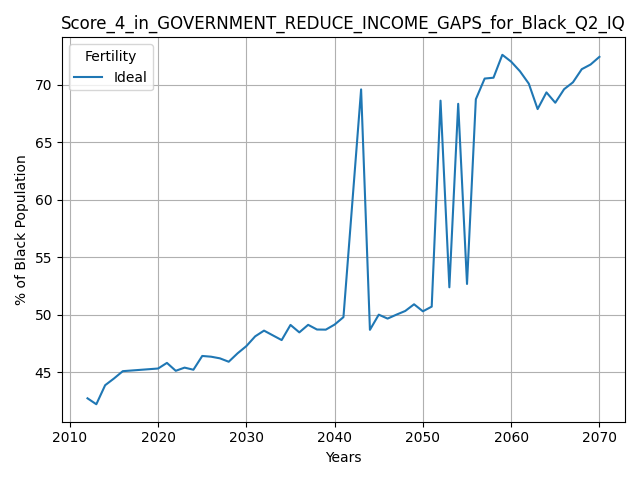 Score_4_in_GOVERNMENT_REDUCE_INCOME_GAPS_for_Black_Q2_IQ
Fertility
Ideal
% of Black Population
70
65
60
55
50
45
2010 2020 2030 2040 2050 2060 2070
Years